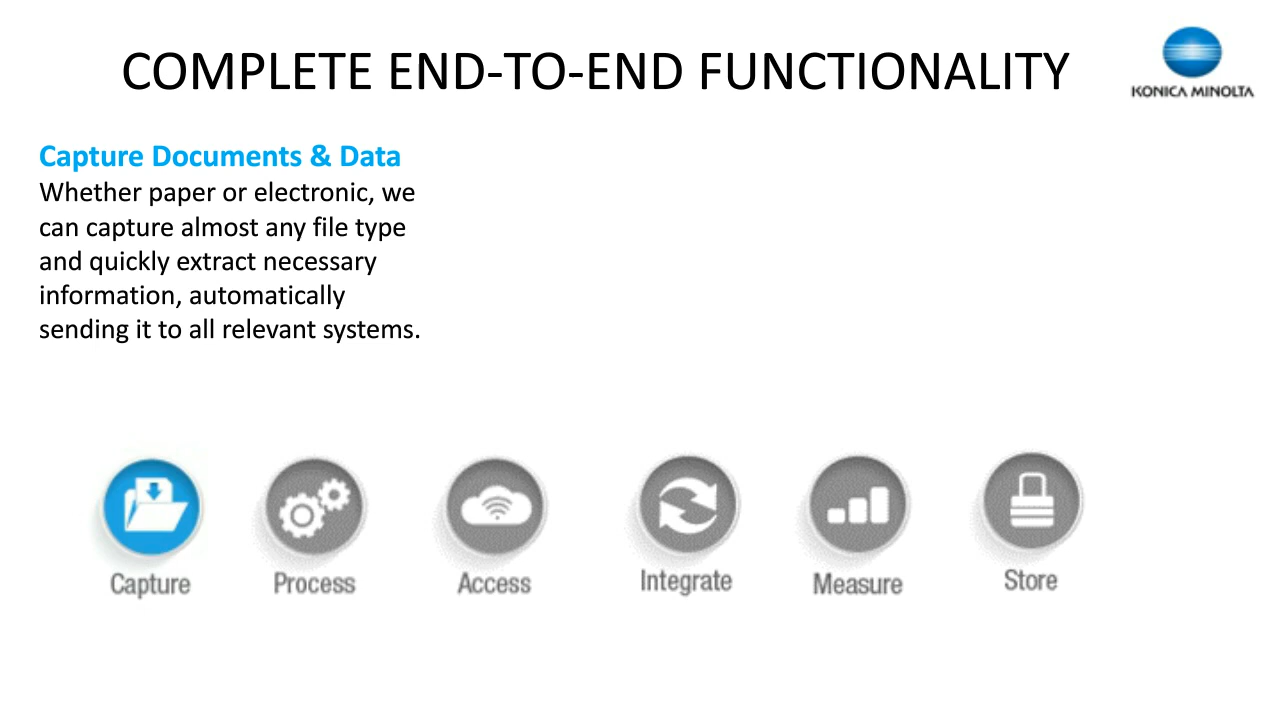 COMPLETE END-TO-END FUNCTIONALITY
KONICA MINOLTA
Capture Documents & Data
Whether paper or electronic, we
can capture almost any file type
and quickly extract necessary
information, automatically
sending it to all relevant systems.
Capture
Process
Access
Integrate
Measure
Store